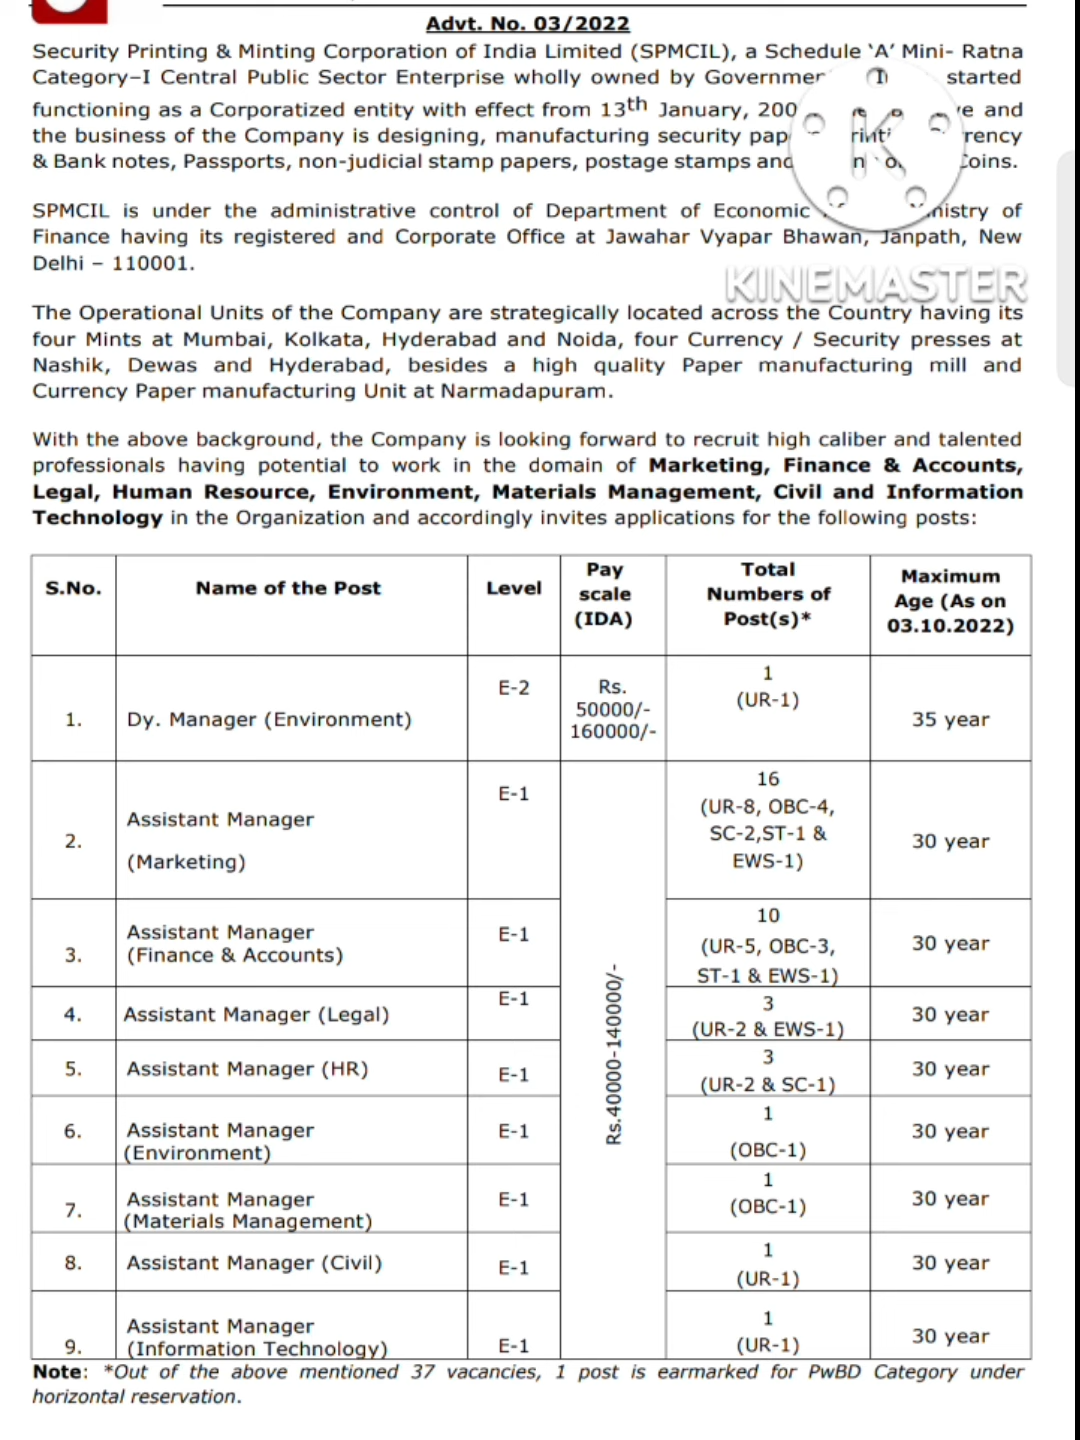 Advt. No. 03/2022
Security Printing & Minting Corporation of India Limited (SPMCIL), a Schedule 'A' Mini- Ratna
Category–I Central Public Sector Enterprise wholly owned by started
functioning as a Corporatized entity with effect from 13th January, and
the business of the Company is designing, manufacturing security
& Bank notes, Passports, non-judicial stamp papers, postage stamps and Coins.
SPMCIL is under the administrative control of Department of Economic of
Finance having its registered and Corporate Office at Jawahar Vyapar Bhawan, Janpath, New
Delhi – 110001.
KINEMASTER
The Operational Units of the Company are strategically located across the Country having its
four Mints at Mumbai, Kolkata, Hyderabad and Noida, four Currency / Security presses at
Nashik, Dewas and Hyderabad, besides a high quality Paper manufacturing mill and
Currency Paper manufacturing Unit at Narmadapuram.
With the above background, the Company is looking forward to recruit high caliber and talented
professionals having potential to work in the domain of Marketing, Finance & Accounts,
Legal, Human Resource, Environment, Materials Management, Civil and Information
Technology in the Organization and accordingly invites applications for the following posts:
S.No. Name of the Post Level Pay scale (IDA) Total Numbers of Post(s)* Maximum Age (As on 03.10.2022)
1. Dy. Manager (Environment) E-2 Rs. 50000/- 160000/- 1 (UR-1) 35 year
2. Assistant Manager (Marketing) E-1 Rs.40000-140000/- 16 (UR-8, OBC-4, SC-2,ST-1 & EWS-1) 30 year
3. Assistant Manager (Finance & Accounts) E-1 10 (UR-5, OBC-3, ST-1 & EWS-1) 30 year
4. Assistant Manager (Legal) E-1 3 (UR-2 & EWS-1) 30 year
5. Assistant Manager (HR) E-1 3 (UR-2 & SC-1) 30 year
6. Assistant Manager (Environment) E-1 1 (OBC-1) 30 year
7. Assistant Manager (Materials Management) E-1 1 (OBC-1) 30 year
8. Assistant Manager (Civil) E-1 1 (UR-1) 30 year
9. Assistant Manager (Information Technology) E-1 1 (UR-1) 30 year
Note: *Out of the above mentioned 37 vacancies, 1 post is earmarked for PwBD Category under
horizontal reservation.